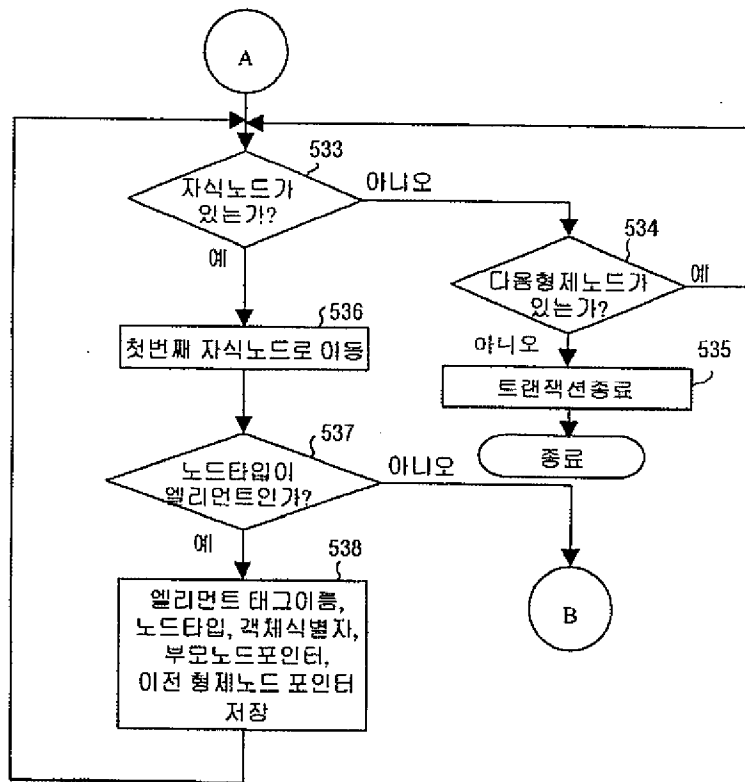 A
533
자식노드가
있는가?
아니오
예
534
다음형제노드가
있는가?
예
아니오
536
첫번째 자식노드로 이동
535
트랜잭션종료
종료
537
노드타입이
엘리먼트인가?
아니오
예
538
엘리먼트 태그이름,
노드타입, 객체식별자,
부모노드포인터,
이전 형제노드 포인터
저장
B